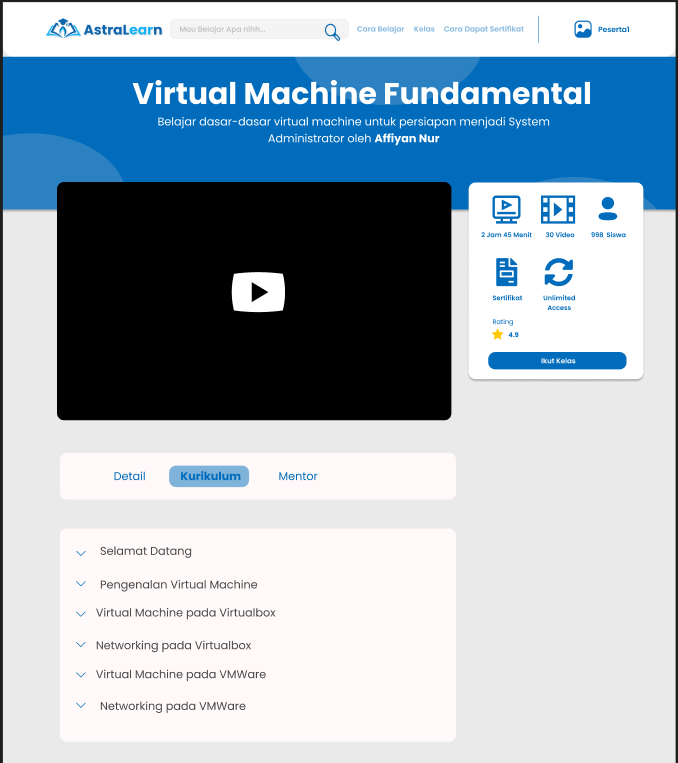 AstraLearn
Mau Belajar Apa nihh...
Cara Belajar
Kelas
Cara Dapat Sertifikat
Peserta1
Virtual Machine Fundamental
Belajar dasar-dasar virtual machine untuk persiapan menjadi System
Administrator oleh Affiyan Nur
2 Jam 45 Menit
30 Video
998 Siswa
Sertifikat
Unlimited
Access
Rating
4.9
Ikut Kelas
Detail
Kurikulum
Mentor
Selamat Datang
Pengenalan Virtual Machine
Virtual Machine pada Virtualbox
Networking pada Virtualbox
Virtual Machine pada VMWare
Networking pada VMWare